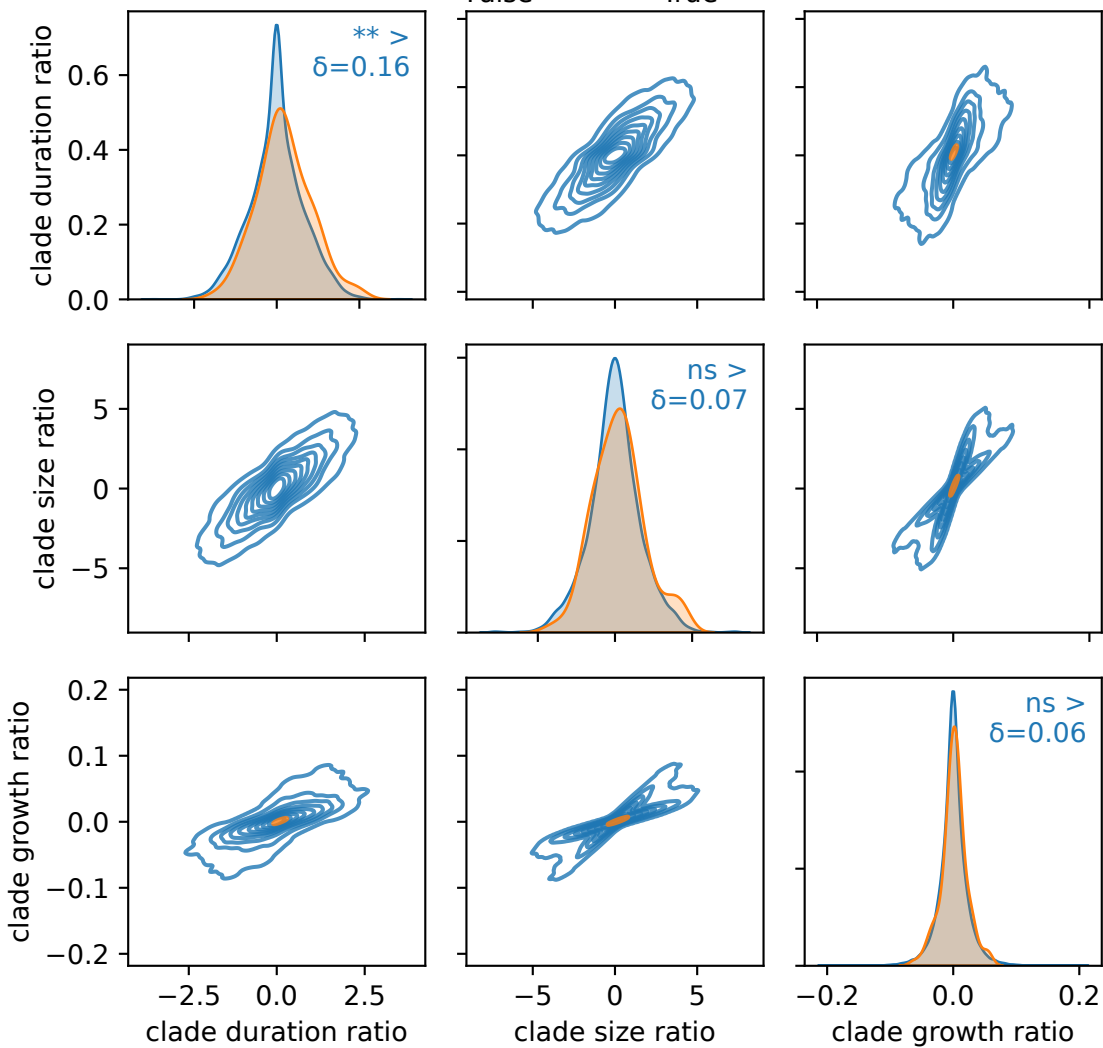 False True
clade duration ratio
0.6
0.4
0.2
0.0
** >
δ=0.16
clade size ratio
5
0
−5
ns >
δ=0.07
clade growth ratio
0.2
0.1
0.0
−0.1
−0.2
ns >
δ=0.06
−2.5 0.0 2.5
−5 0 5
−0.2 0.0 0.2
clade duration ratio
clade size ratio
clade growth ratio